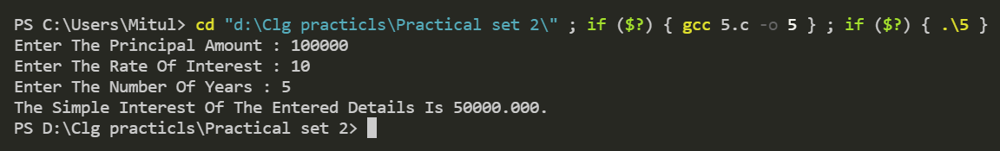 PS C:\Users\Mitul> cd "d:\Clg practicls\Practical set 2\" ; if ($?) { gcc 5.c -o 5 } ; if ($?) { .\5 }
Enter The Principal Amount : 100000
Enter The Rate Of Interest : 10
Enter The Number Of Years : 5
The Simple Interest Of The Entered Details Is 50000.000.
PS D:\Clg practicls\Practical set 2>